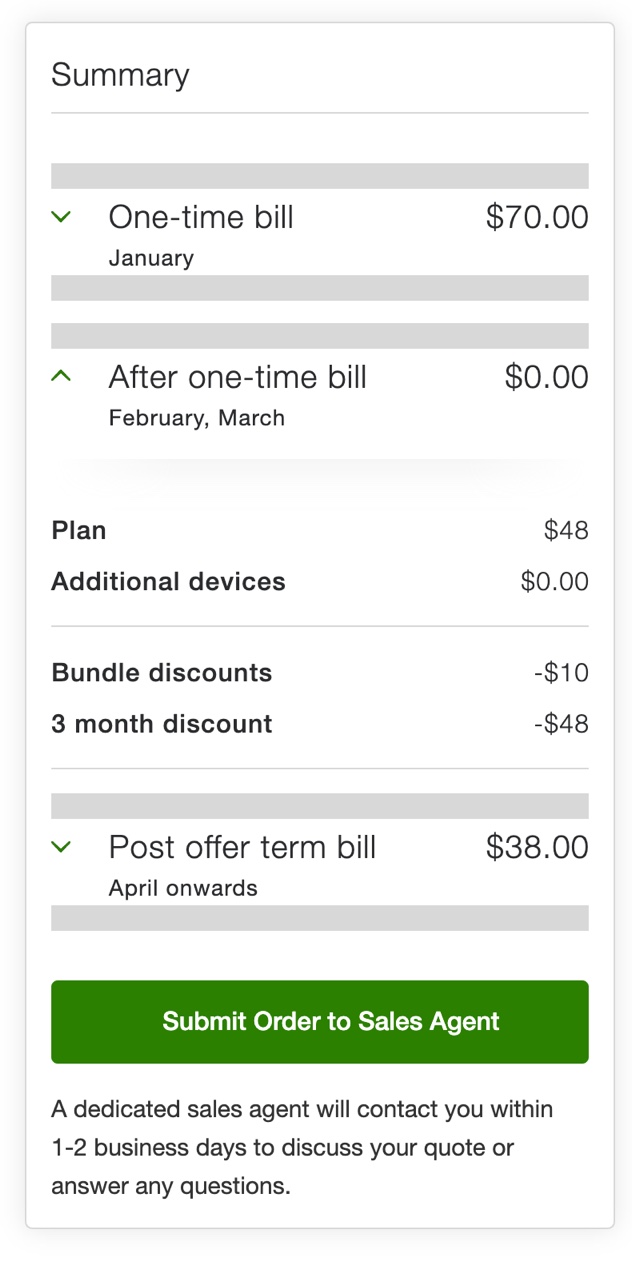 Summary
One-time bill $70.00
January
After one-time bill $0.00
February, March
Plan $48
Additional devices $0.00
Bundle discounts -$10
3 month discount -$48
Post offer term bill $38.00
April onwards
Submit Order to Sales Agent
A dedicated sales agent will contact you within
1-2 business days to discuss your quote or
answer any questions.